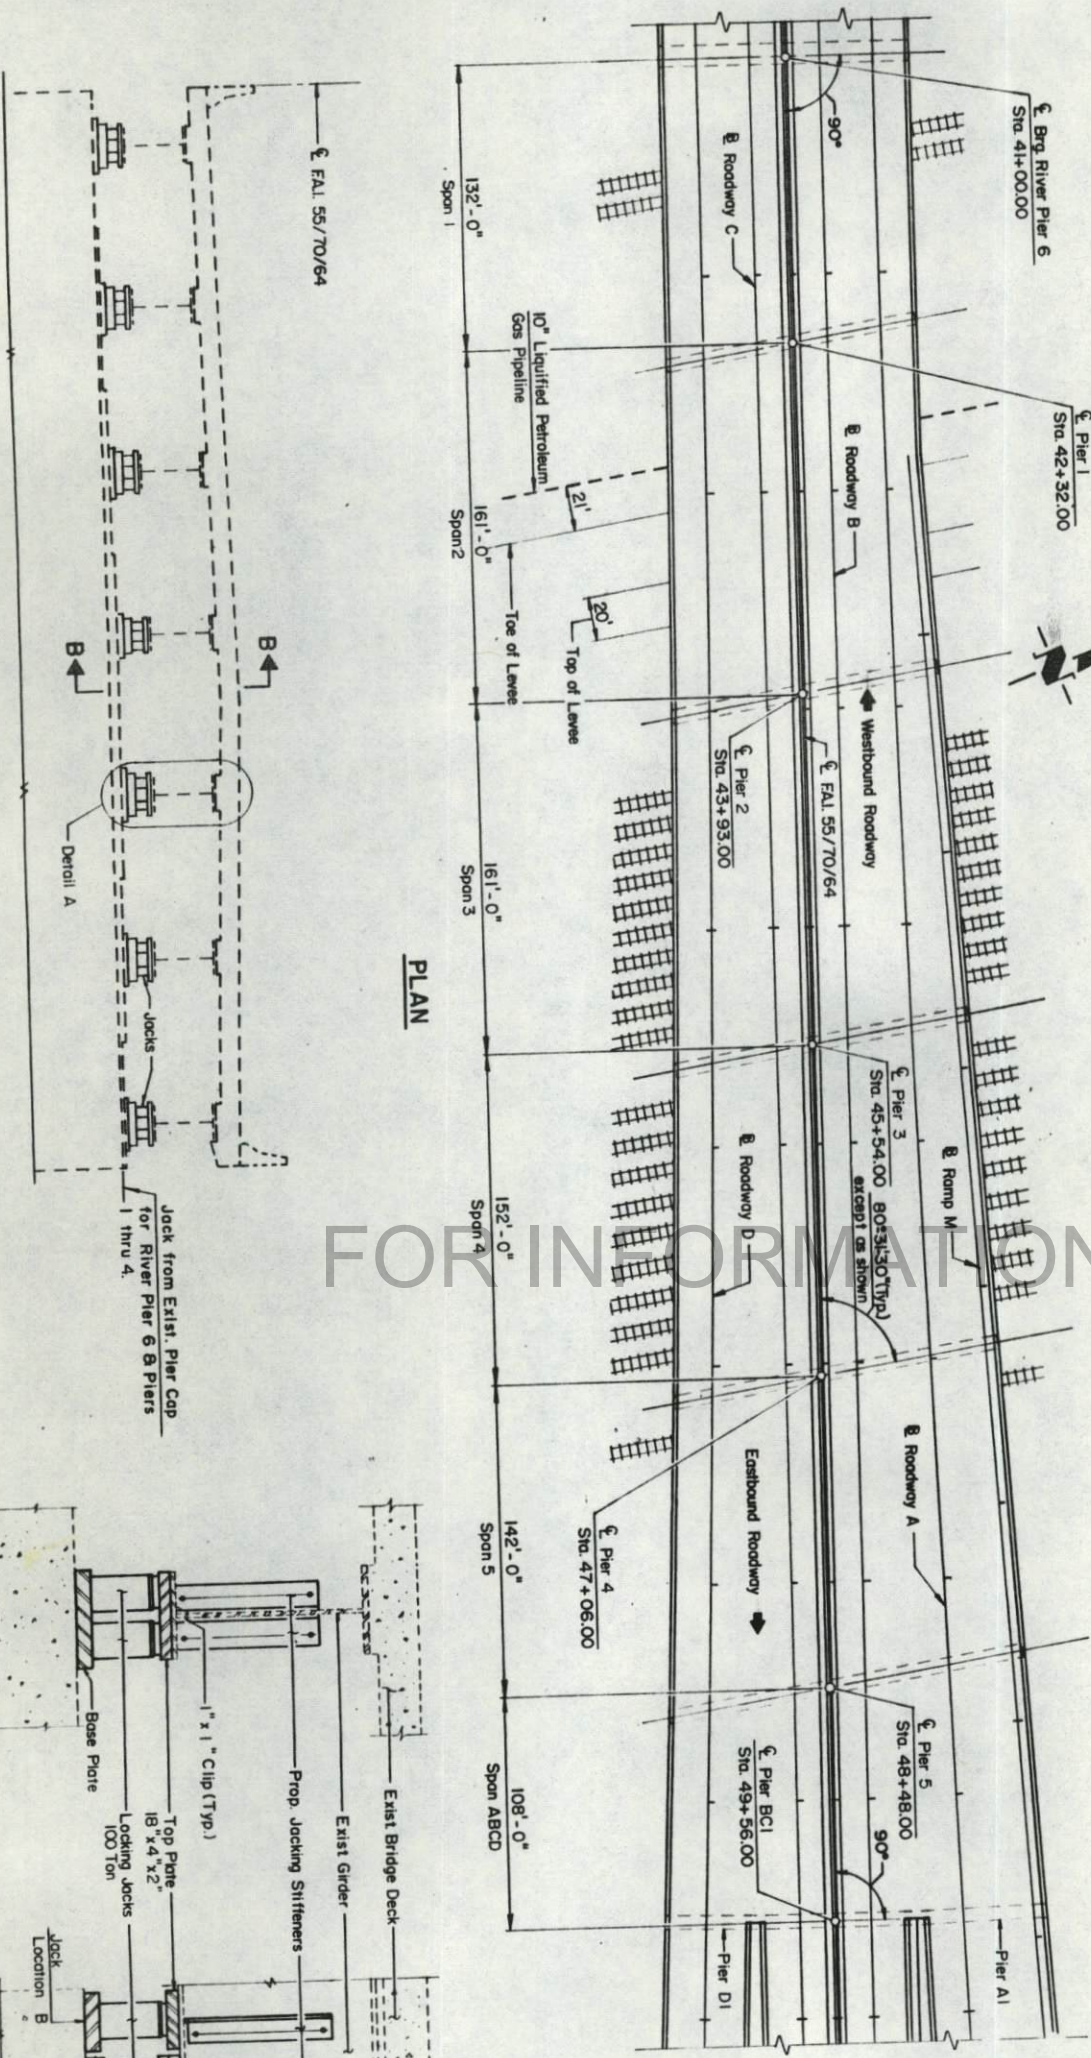 ℄ Brg. River Pier 6
Sta. 41+00.00
℄ Pier 1
Sta. 42+32.00
90°
℔ Roadway C
℔ Roadway B
Westbound Roadway
℄ F.A.I. 55/70/64
℄ Pier 2
Sta. 43+93.00
℄ Pier 3
Sta. 45+54.00
80°31'30" (Typ.)
except as shown
℔ Ramp M
℔ Roadway D
℔ Roadway A
Eastbound Roadway
℄ Pier 4
Sta. 47+06.00
℄ Pier 5
Sta. 48+48.00
℄ Pier BC1
Sta. 49+56.00
90°
Pier A1
Pier D1
10" Liquified Petroleum
Gas Pipeline
21'
20'
Toe of Levee
Top of Levee
132'-0"
Span 1
161'-0"
Span 2
161'-0"
Span 3
152'-0"
Span 4
142'-0"
Span 5
108'-0"
Span ABCD
PLAN
FOR INFORMATION
℄ F.A.I. 55/70/64
B
B
Detail A
Jacks
Jack from Exist. Pier Cap
for River Pier 6 & Piers
1 thru 4.
Exist Bridge Deck
Exist Girder
Prop. Jacking Stiffeners
1" x 1" Clip (Typ.)
Top Plate
18"x4"x2"
Locking Jacks
100 Ton
Base Plate
Jack
Location B